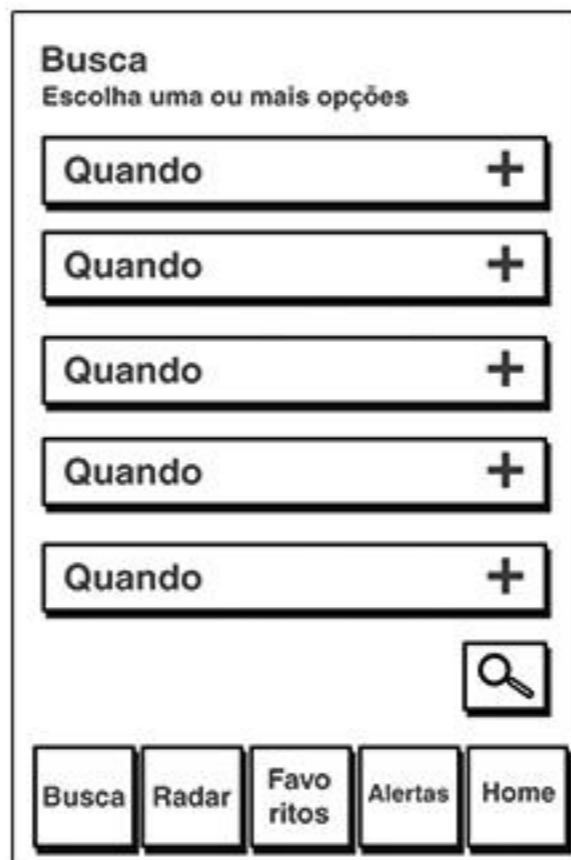 Busca
Escolha uma ou mais opções
Quando +
Quando +
Quando +
Quando +
Quando +
Busca Radar Favo
ritos Alertas Home